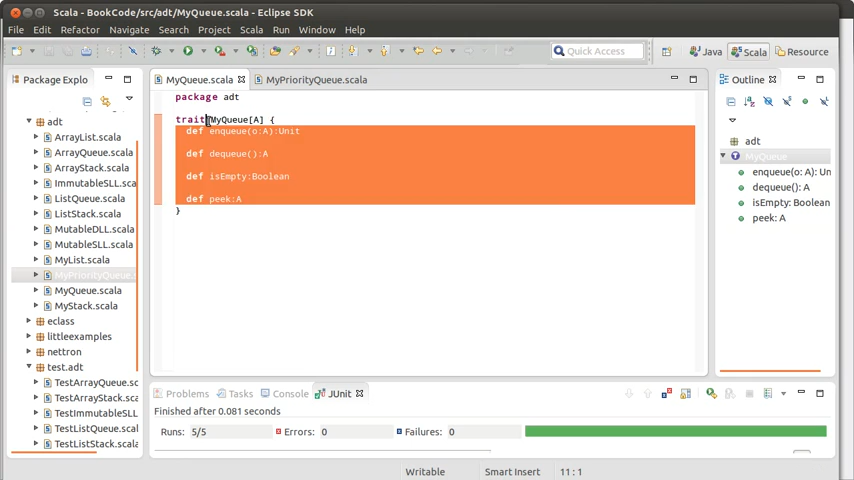 Scala - BookCode/src/adt/MyQueue.scala - Eclipse SDK
File Edit Refactor Navigate Search Project Scala Run Window Help
Quick Access
Java
Scala
Resource
Package Explo
MyQueue.scala
MyPriorityQueue.scala
Outline
adt
ArrayList.scala
ArrayQueue.scala
ArrayStack.scala
ImmutableSLL.sca
ListQueue.scala
ListStack.scala
MutableDLL.scala
MutableSLL.scala
MyList.scala
MyPriorityQueue.
MyQueue.scala
MyStack.scala
eclass
littleexamples
nettron
test.adt
TestArrayQueue.sc
TestArrayStack.sca
TestImmutableSLL
TestListQueue.scal
TestListStack.scala
package adt
trait MyQueue[A] {
def enqueue(o:A):Unit
def dequeue():A
def isEmpty:Boolean
def peek:A
}
adt
MyQueue
enqueue(o: A): Un
dequeue(): A
isEmpty: Boolean
peek: A
Problems
Tasks
Console
JUnit
Finished after 0.081 seconds
Runs: 5/5
Errors: 0
Failures: 0
Writable
Smart Insert
11 : 1